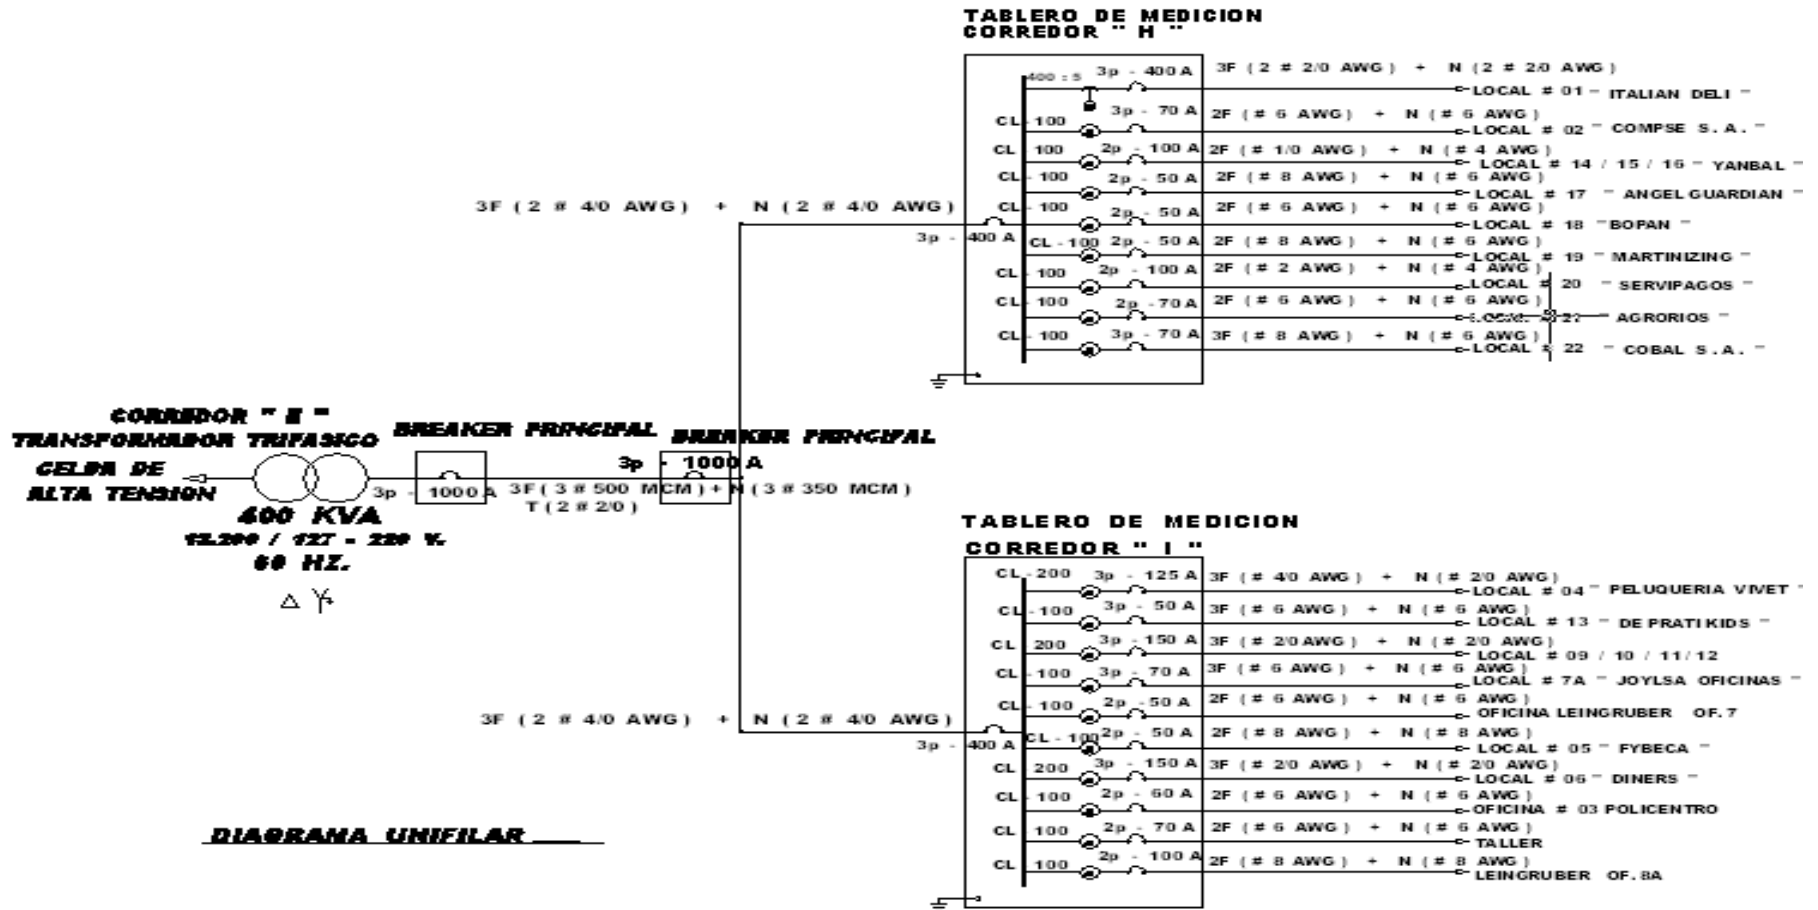 TABLERO DE MEDICION
CORREDOR " H "
400 : 5 3p - 400 A 3F ( 2 # 2/0 AWG ) + N ( 2 # 2/0 AWG )
LOCAL # 01 " ITALIAN DELI "
CL - 100 3p - 70 A 2F ( # 6 AWG ) + N ( # 6 AWG )
LOCAL # 02 " COMPSE S . A . "
CL 100 2p - 100 A 2F ( # 1/0 AWG ) + N ( # 4 AWG )
LOCAL # 14 / 15 / 16 " YANBAL "
CL - 100 2p - 50 A 2F ( # 8 AWG ) + N ( # 6 AWG )
LOCAL # 17 " ANGEL GUARDIAN "
CL - 100 2p - 50 A 2F ( # 6 AWG ) + N ( # 6 AWG )
LOCAL # 18 " BOPAN "
3F ( 2 # 4/0 AWG ) + N ( 2 # 4/0 AWG )
3p - 400 A
CL - 100 2p - 50 A 2F ( # 8 AWG ) + N ( # 6 AWG )
LOCAL # 19 " MARTINIZING "
CL - 100 2p - 100 A 2F ( # 2 AWG ) + N ( # 4 AWG )
LOCAL # 20 " SERVIPAGOS "
CL - 100 2p - 70 A 2F ( # 6 AWG ) + N ( # 6 AWG )
" AGRORIOS "
CL - 100 3p - 70 A 3F ( # 8 AWG ) + N ( # 6 AWG )
LOCAL # 22 " COBAL S . A . "
CORREDOR " E "
TRANSFORMADOR TRIFASICO
CELDA DE
ALTA TENSION
BREAKER PRINCIPAL
BREAKER PRINCIPAL
3p - 1000 A
3p - 1000 A
3F ( 3 # 500 MCM ) + N ( 3 # 350 MCM )
T ( 2 # 2/0 )
400 KVA
13.200 / 127 - 220 V.
60 HZ.
TABLERO DE MEDICION
CORREDOR " I "
CL - 200 3p - 125 A 3F ( # 4/0 AWG ) + N ( # 2/0 AWG )
LOCAL # 04 " PELUQUERIA VIVET "
CL - 100 3p - 50 A 3F ( # 6 AWG ) + N ( # 6 AWG )
LOCAL # 13 " DE PRATI KIDS "
CL 200 3p - 150 A 3F ( # 2/0 AWG ) + N ( # 2/0 AWG )
LOCAL # 09 / 10 / 11 / 12
CL - 100 3p - 70 A 3F ( # 6 AWG ) + N ( # 6 AWG )
LOCAL # 7A " JOYLSA OFICINAS "
CL - 100 2p - 50 A 2F ( # 6 AWG ) + N ( # 6 AWG )
OFICINA LEINGRUBER OF. 7
3F ( 2 # 4/0 AWG ) + N ( 2 # 4/0 AWG )
3p - 400 A
CL - 100 2p - 50 A 2F ( # 8 AWG ) + N ( # 8 AWG )
LOCAL # 05 " FYBECA "
CL 200 3p - 150 A 3F ( # 2/0 AWG ) + N ( # 2/0 AWG )
LOCAL # 06 " DINERS "
CL - 100 2p - 60 A 2F ( # 6 AWG ) + N ( # 6 AWG )
OFICINA # 03 POLICENTRO
CL 100 2p - 70 A 2F ( # 6 AWG ) + N ( # 6 AWG )
TALLER
CL 100 2p - 100 A 2F ( # 8 AWG ) + N ( # 8 AWG )
LEINGRUBER OF. 8A
DIAGRAMA UNIFILAR